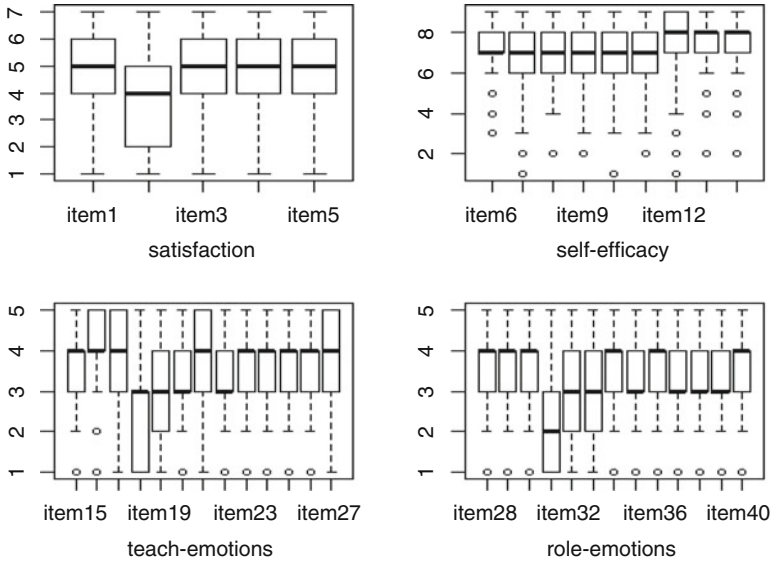 1 2 3 4 5 6 7
item1 item3 item5
satisfaction
2 4 6 8
item6 item9 item12
self-efficacy
1 2 3 4 5
item15 item19 item23 item27
teach-emotions
1 2 3 4 5
item28 item32 item36 item40
role-emotions